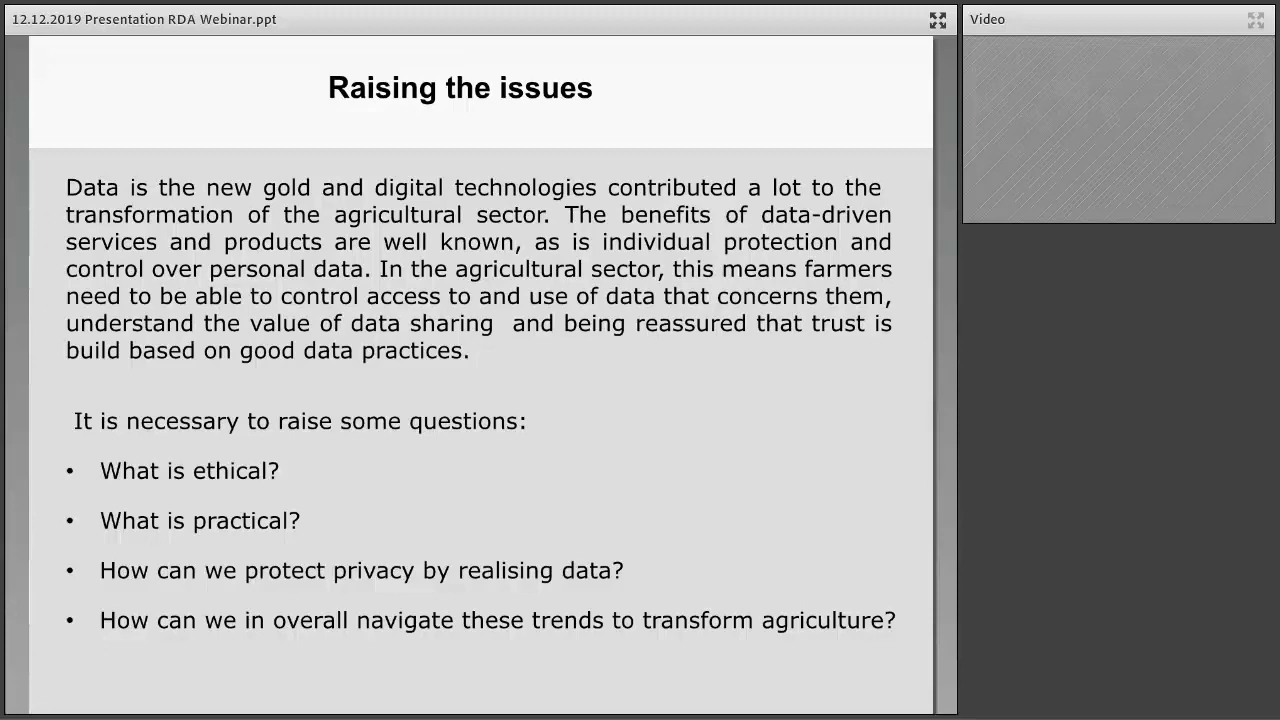 12.12.2019 Presentation RDA Webinar.ppt
Video
Raising the issues
Data is the new gold and digital technologies contributed a lot to the
transformation of the agricultural sector. The benefits of data-driven
services and products are well known, as is individual protection and
control over personal data. In the agricultural sector, this means farmers
need to be able to control access to and use of data that concerns them,
understand the value of data sharing  and being reassured that trust is
build based on good data practices.
It is necessary to raise some questions:
• What is ethical?
• What is practical?
• How can we protect privacy by realising data?
• How can we in overall navigate these trends to transform agriculture?